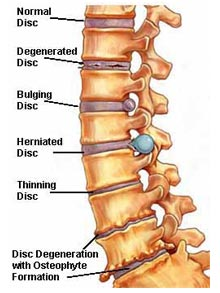 Normal
Disc
Degenerated
Disc
Bulging
Disc
Herniated
Disc
Thinning
Disc
Disc Degeneration
with Osteophyte
Formation